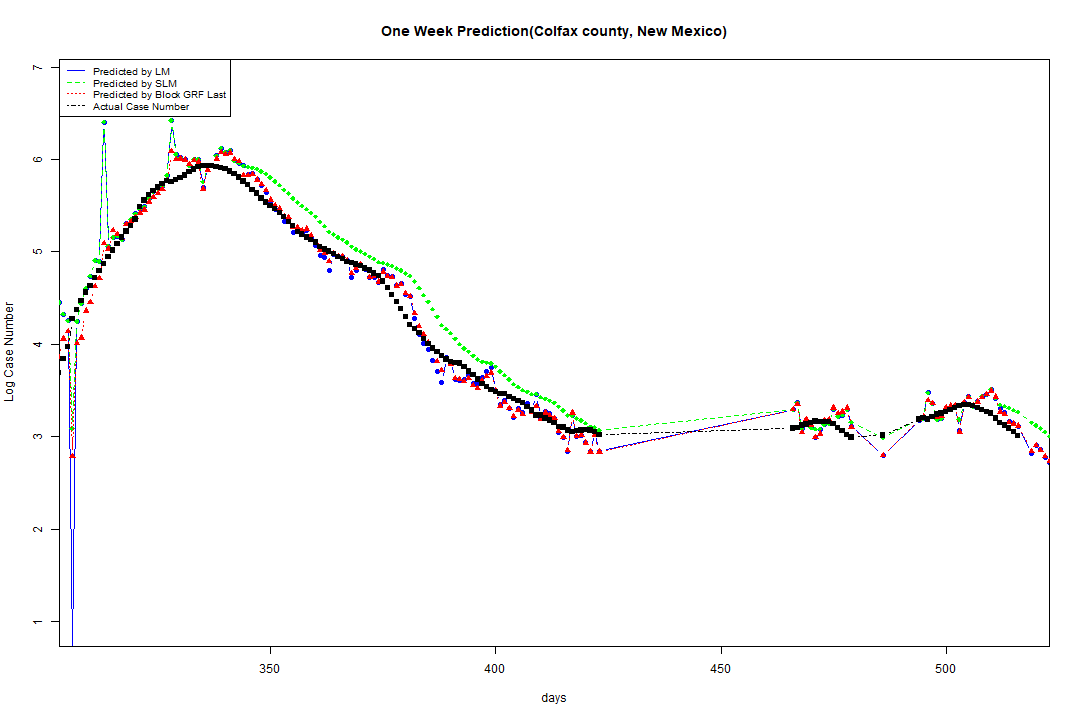 One Week Prediction(Colfax county, New Mexico)
Predicted by LM
Predicted by SLM
Predicted by Block GRF Last
Actual Case Number
Log Case Number
7
6
5
4
3
2
1
350
400
450
500
days